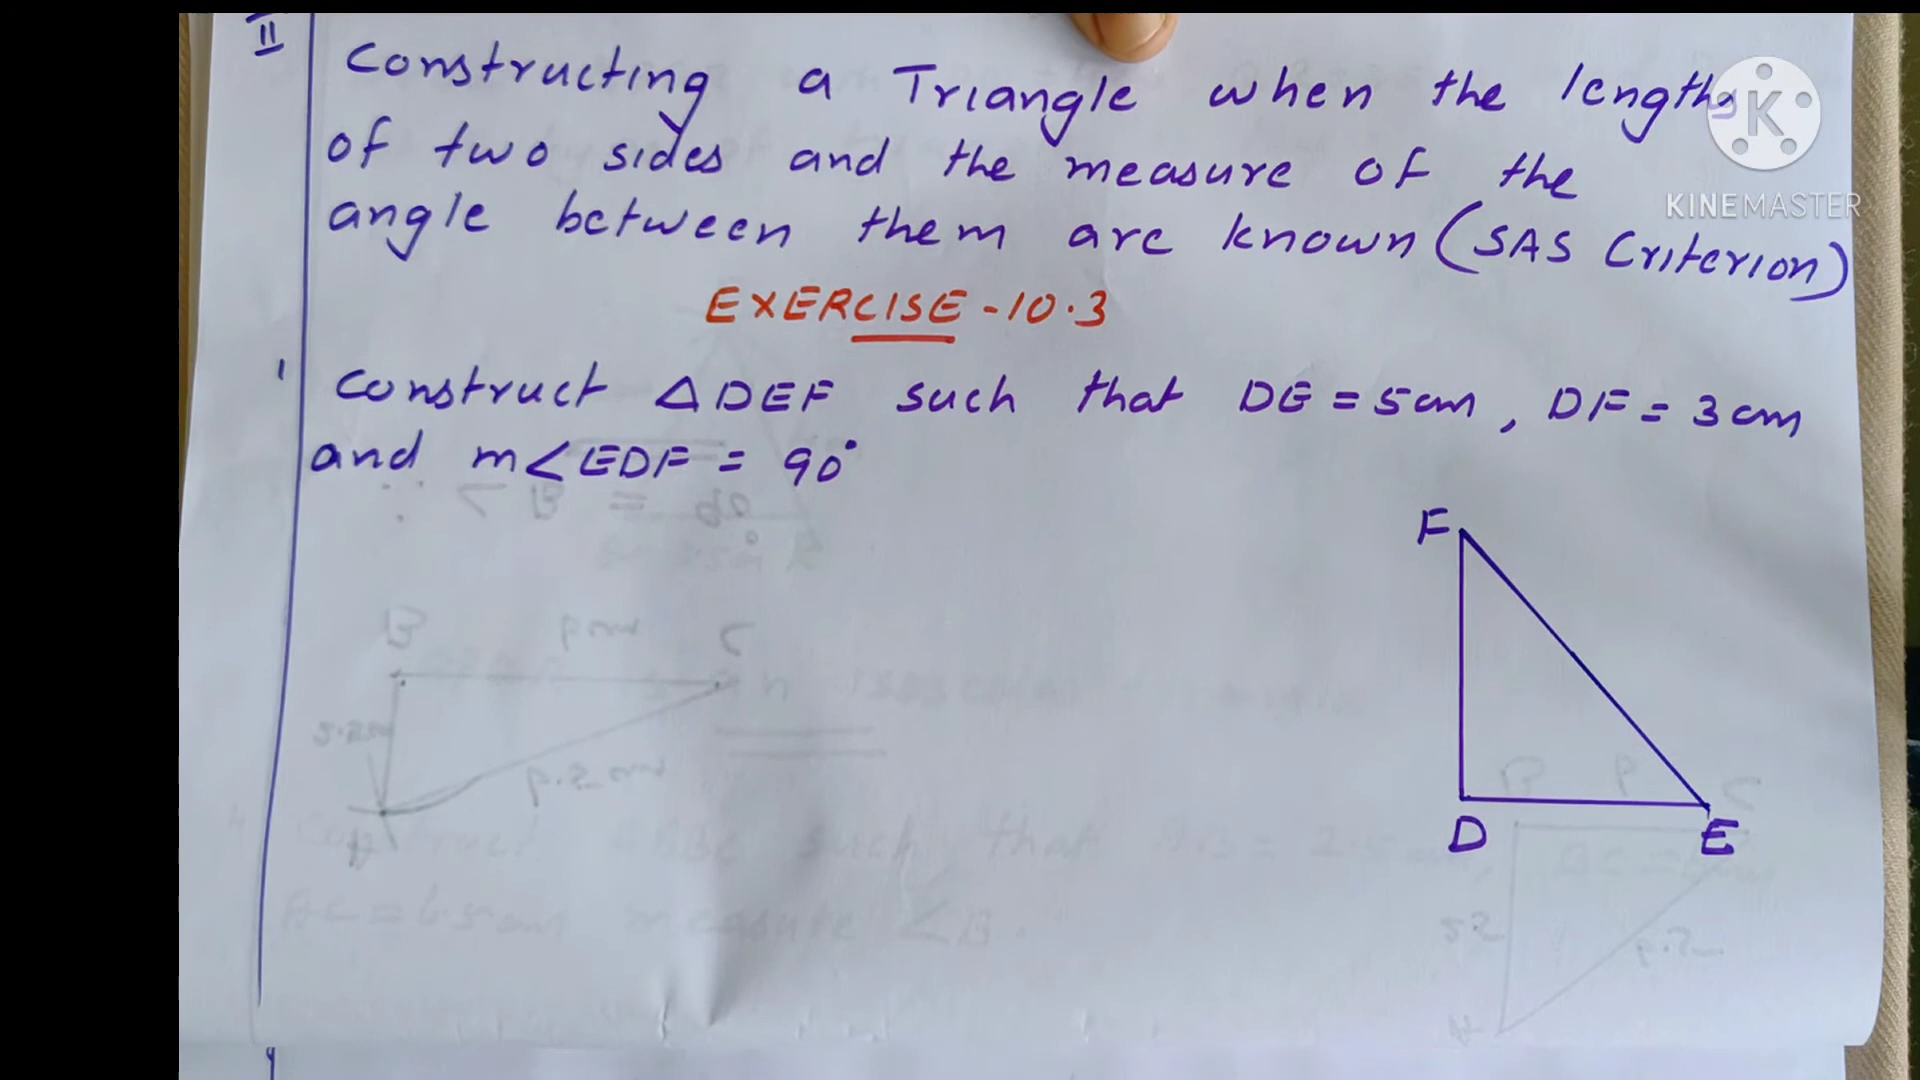 II
Constructing a Triangle when the lengths
of two sides and the measure of the
angle between them are known (SAS Criterion)
EXERCISE - 10.3
1 Construct △DEF such that DE = 5cm, DF = 3cm
and m∠EDF = 90°
F
D E
K
KINEMASTER